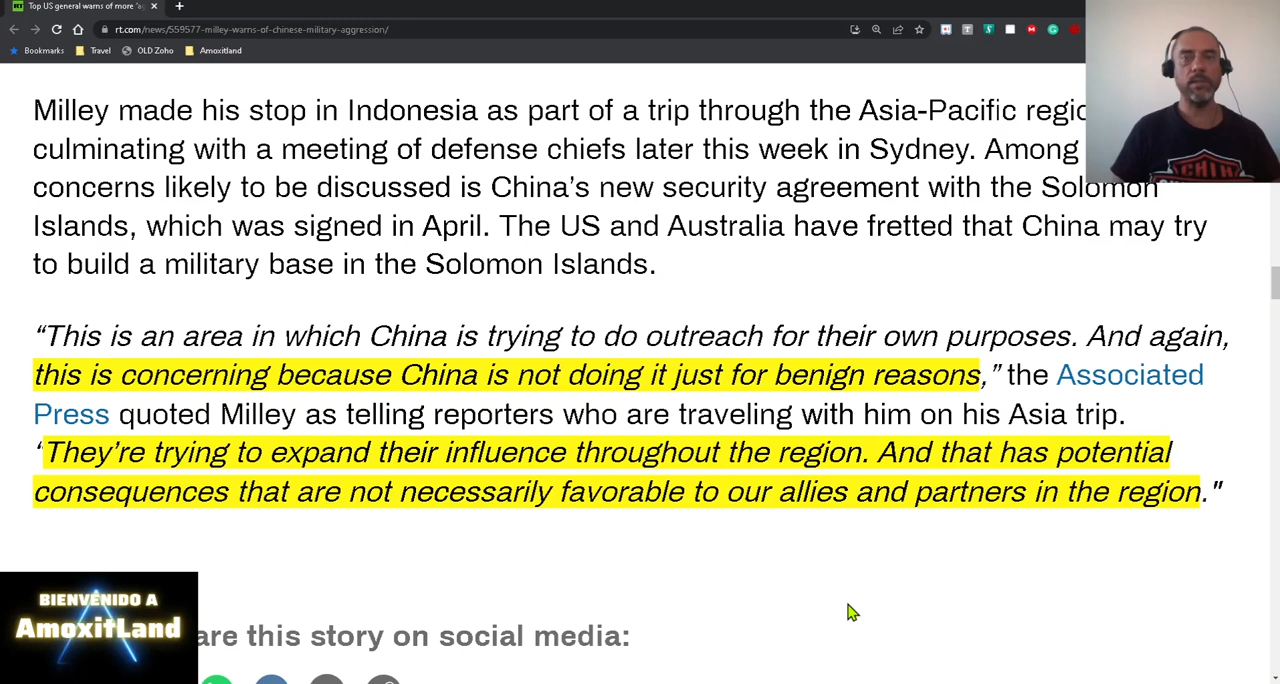 Top US general warns of more 'a
rt.com/news/559577-milley-warns-of-chinese-military-aggression/
Bookmarks Travel OLD Zoho Amoxitland
Milley made his stop in Indonesia as part of a trip through the Asia-Pacific regio
culminating with a meeting of defense chiefs later this week in Sydney. Among
concerns likely to be discussed is China’s new security agreement with the Solomon
Islands, which was signed in April. The US and Australia have fretted that China may try
to build a military base in the Solomon Islands.
“This is an area in which China is trying to do outreach for their own purposes. And again,
this is concerning because China is not doing it just for benign reasons,” the Associated
Press quoted Milley as telling reporters who are traveling with him on his Asia trip.
“They’re trying to expand their influence throughout the region. And that has potential
consequences that are not necessarily favorable to our allies and partners in the region."
BIENVENIDO A
AmoxitLand
are this story on social media: